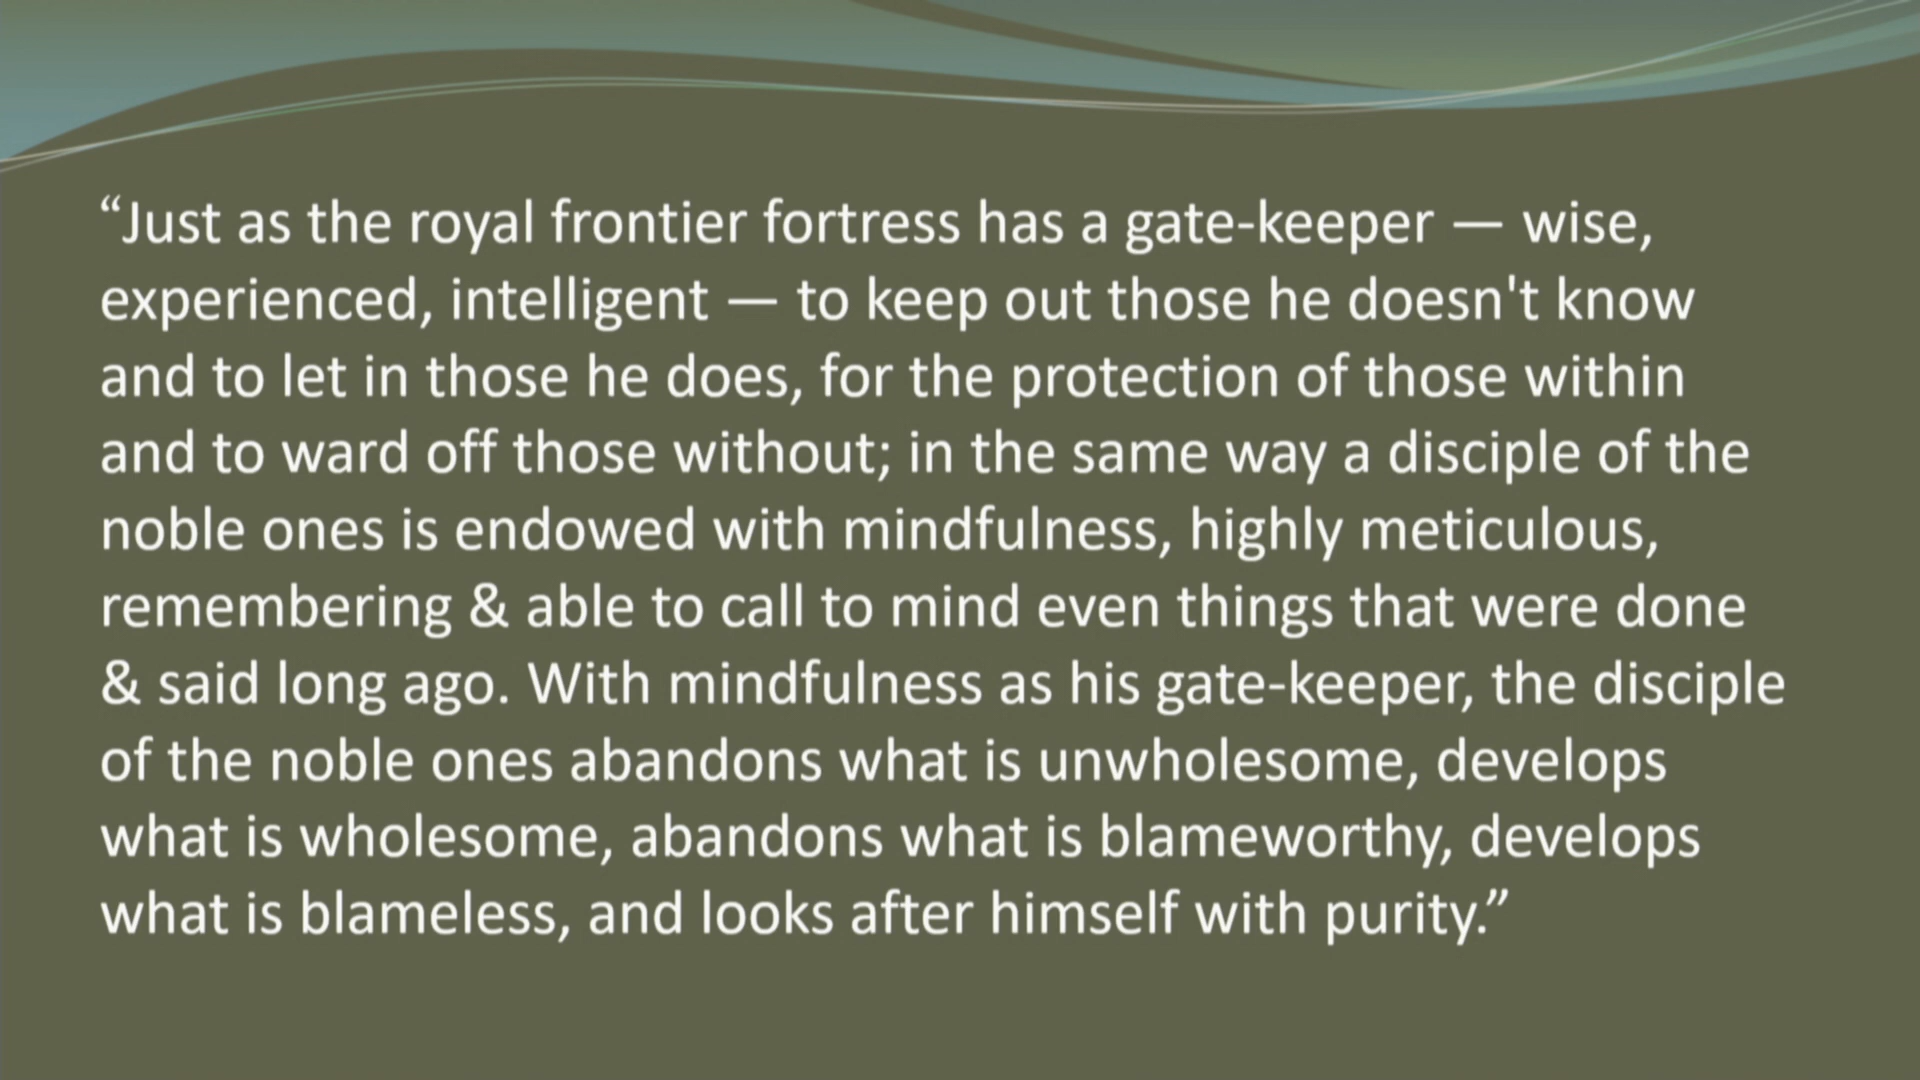 “Just as the royal frontier fortress has a gate-keeper — wise,
experienced, intelligent — to keep out those he doesn't know
and to let in those he does, for the protection of those within
and to ward off those without; in the same way a disciple of the
noble ones is endowed with mindfulness, highly meticulous,
remembering & able to call to mind even things that were done
& said long ago. With mindfulness as his gate-keeper, the disciple
of the noble ones abandons what is unwholesome, develops
what is wholesome, abandons what is blameworthy, develops
what is blameless, and looks after himself with purity.”